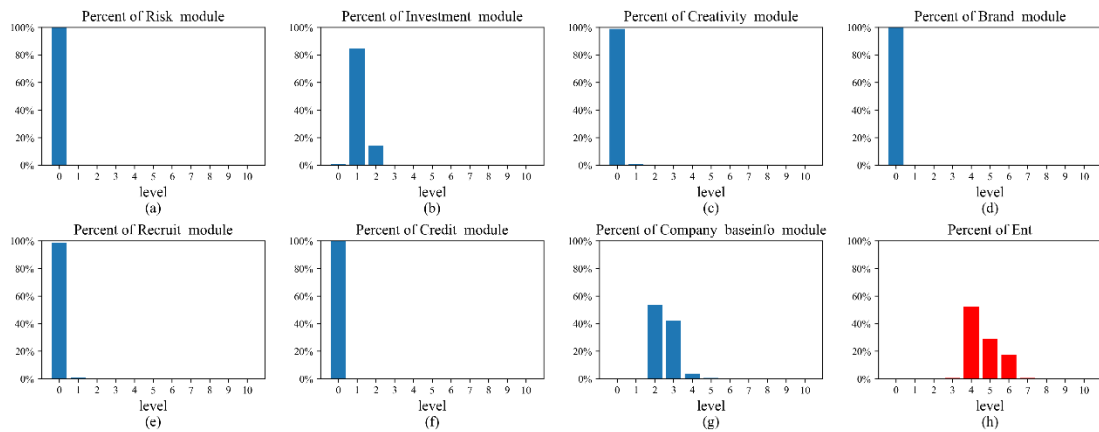 Percent of Risk module
100%
80%
60%
40%
20%
0%
0 1 2 3 4 5 6 7 8 9 10
level
(a)
Percent of Investment module
100%
80%
60%
40%
20%
0%
0 1 2 3 4 5 6 7 8 9 10
level
(b)
Percent of Creativity module
100%
80%
60%
40%
20%
0%
0 1 2 3 4 5 6 7 8 9 10
level
(c)
Percent of Brand module
100%
80%
60%
40%
20%
0%
0 1 2 3 4 5 6 7 8 9 10
level
(d)
Percent of Recruit module
100%
80%
60%
40%
20%
0%
0 1 2 3 4 5 6 7 8 9 10
level
(e)
Percent of Credit module
100%
80%
60%
40%
20%
0%
0 1 2 3 4 5 6 7 8 9 10
level
(f)
Percent of Company baseinfo module
100%
80%
60%
40%
20%
0%
0 1 2 3 4 5 6 7 8 9 10
level
(g)
Percent of Ent
100%
80%
60%
40%
20%
0%
0 1 2 3 4 5 6 7 8 9 10
level
(h)